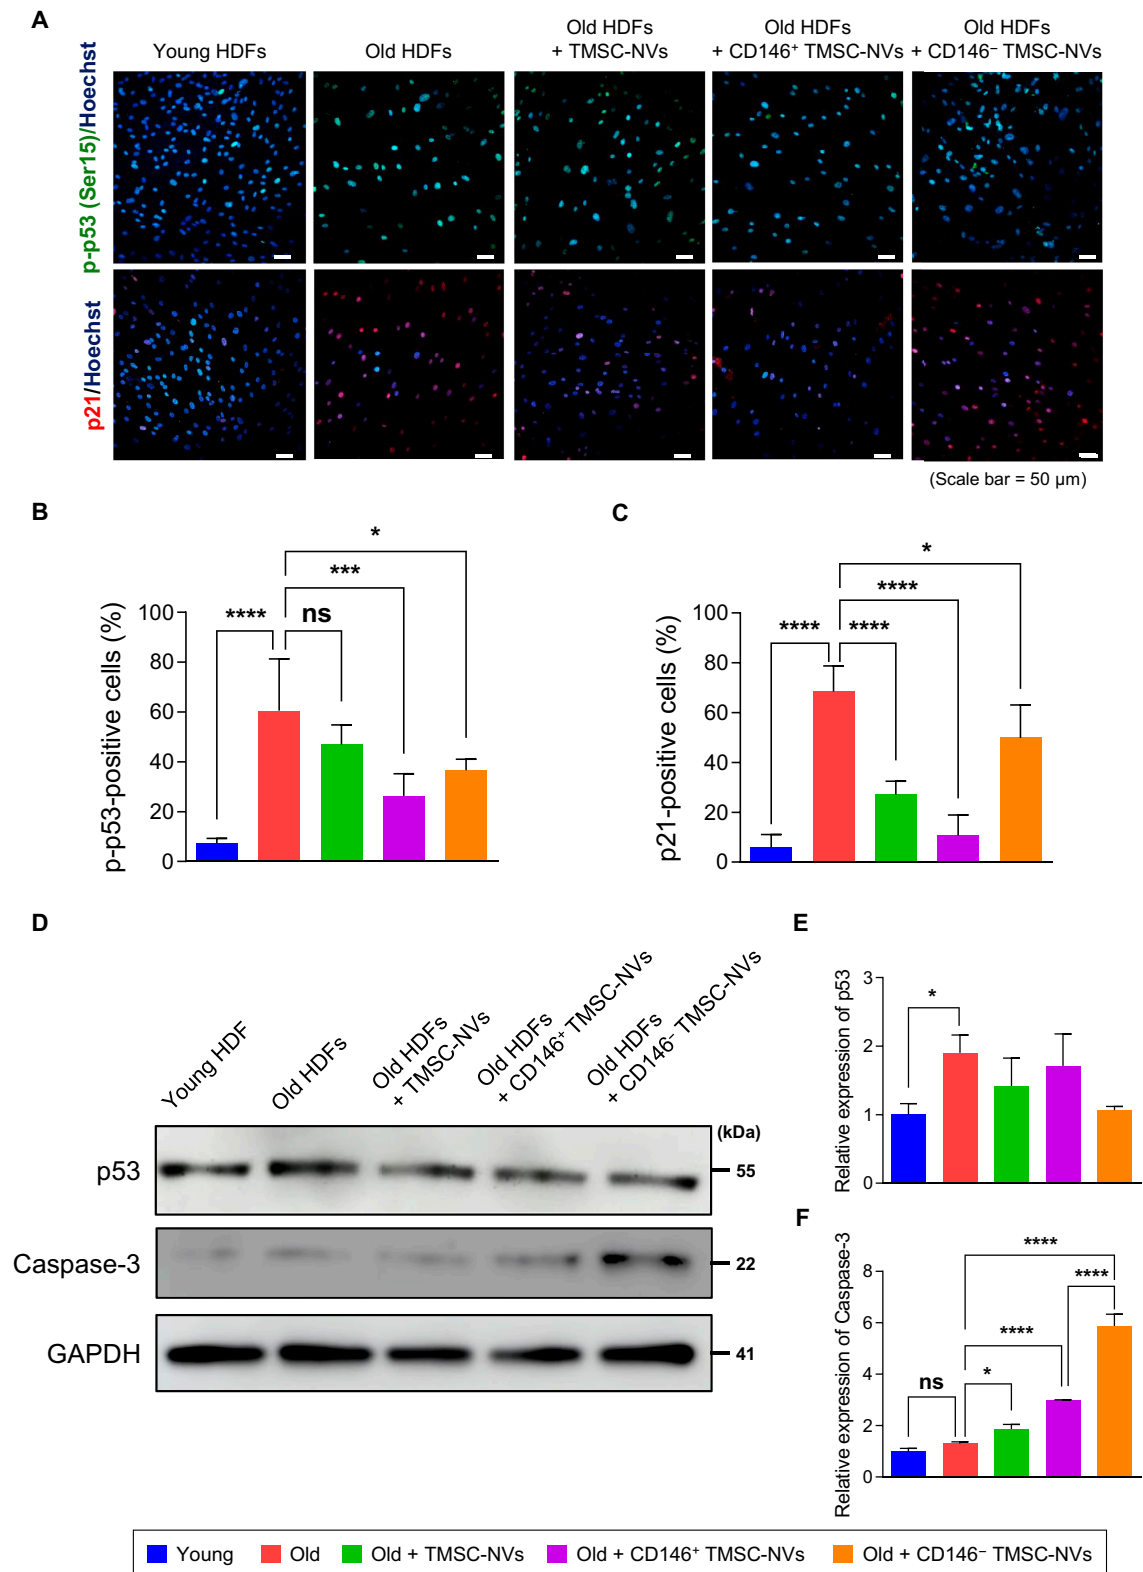 A
Young HDFs
Old HDFs
Old HDFs
+ TMSC-NVs
Old HDFs
+ CD146⁺ TMSC-NVs
Old HDFs
+ CD146⁻ TMSC-NVs
p-p53 (Ser15)/Hoechst
p21/Hoechst
(Scale bar = 50 µm)
B
p-p53-positive cells (%)
100
80
60
40
20
0
****
ns
***
*
C
p21-positive cells (%)
100
80
60
40
20
0
****
****
****
*
D
Young HDF
Old HDFs
Old HDFs
+ TMSC-NVs
Old HDFs
+ CD146⁺ TMSC-NVs
Old HDFs
+ CD146⁻ TMSC-NVs
(kDa)
p53
55
Caspase-3
22
GAPDH
41
E
Relative expression of p53
3
2
1
0
*
F
Relative expression of Caspase-3
8
6
4
2
0
ns
*
****
****
****
Young
Old
Old + TMSC-NVs
Old + CD146⁺ TMSC-NVs
Old + CD146⁻ TMSC-NVs